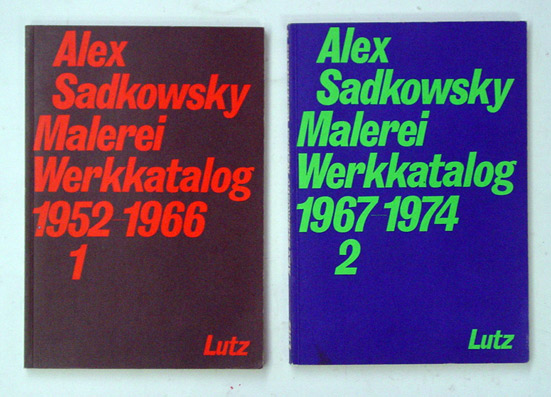 Alex
Sadkowsky
Malerei
Werkkatalog
1952-1966
1
Lutz
Alex
Sadkowsky
Malerei
Werkkatalog
1967-1974
2
Lutz